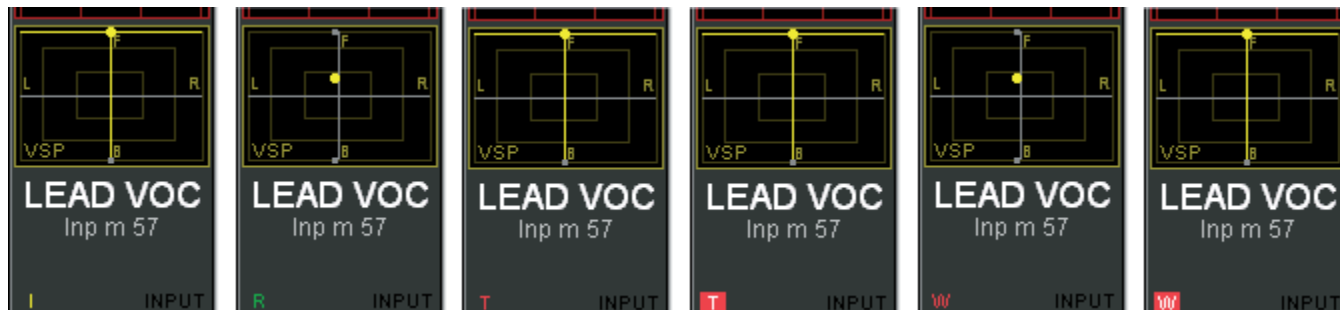 F
L R
VSP B
LEAD VOC
Inp m 57
I INPUT
F
L R
VSP B
LEAD VOC
Inp m 57
R INPUT
F
L R
VSP B
LEAD VOC
Inp m 57
T INPUT
F
L R
VSP B
LEAD VOC
Inp m 57
T INPUT
F
L R
VSP B
LEAD VOC
Inp m 57
W INPUT
F
L R
VSP B
LEAD VOC
Inp m 57
W INPUT